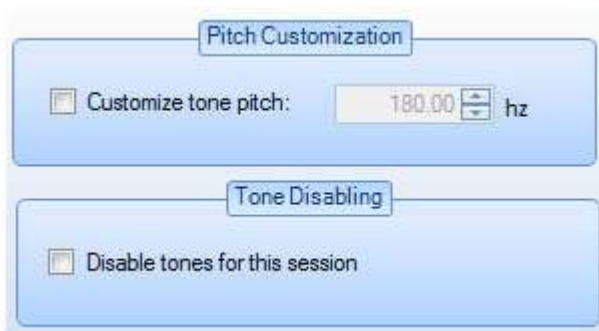 Pitch Customization
Customize tone pitch: 180.00 hz
Tone Disabling
Disable tones for this session